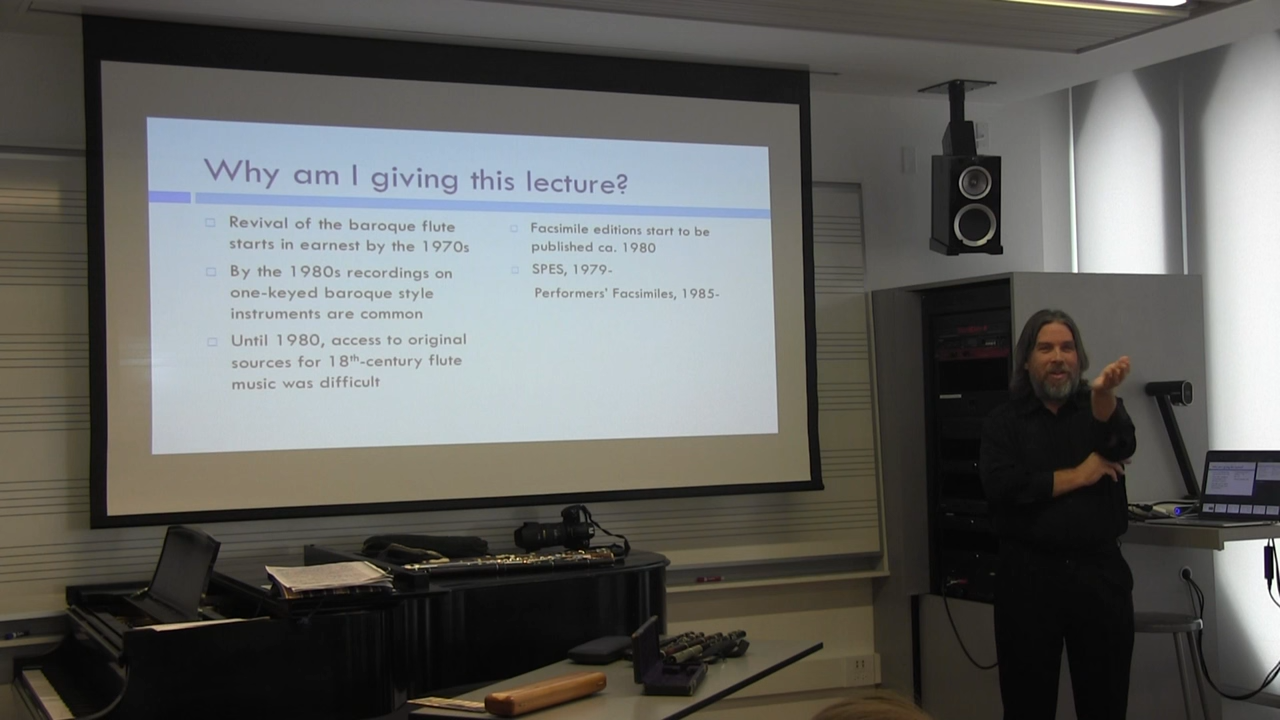 Why am I giving this lecture?
Revival of the baroque flute
starts in earnest by the 1970s
By the 1980s recordings on
one-keyed baroque style
instruments are common
Until 1980, access to original
sources for 18th-century flute
music was difficult
Facsimile editions start to be
published ca. 1980
SPES, 1979-
Performers' Facsimiles, 1985-